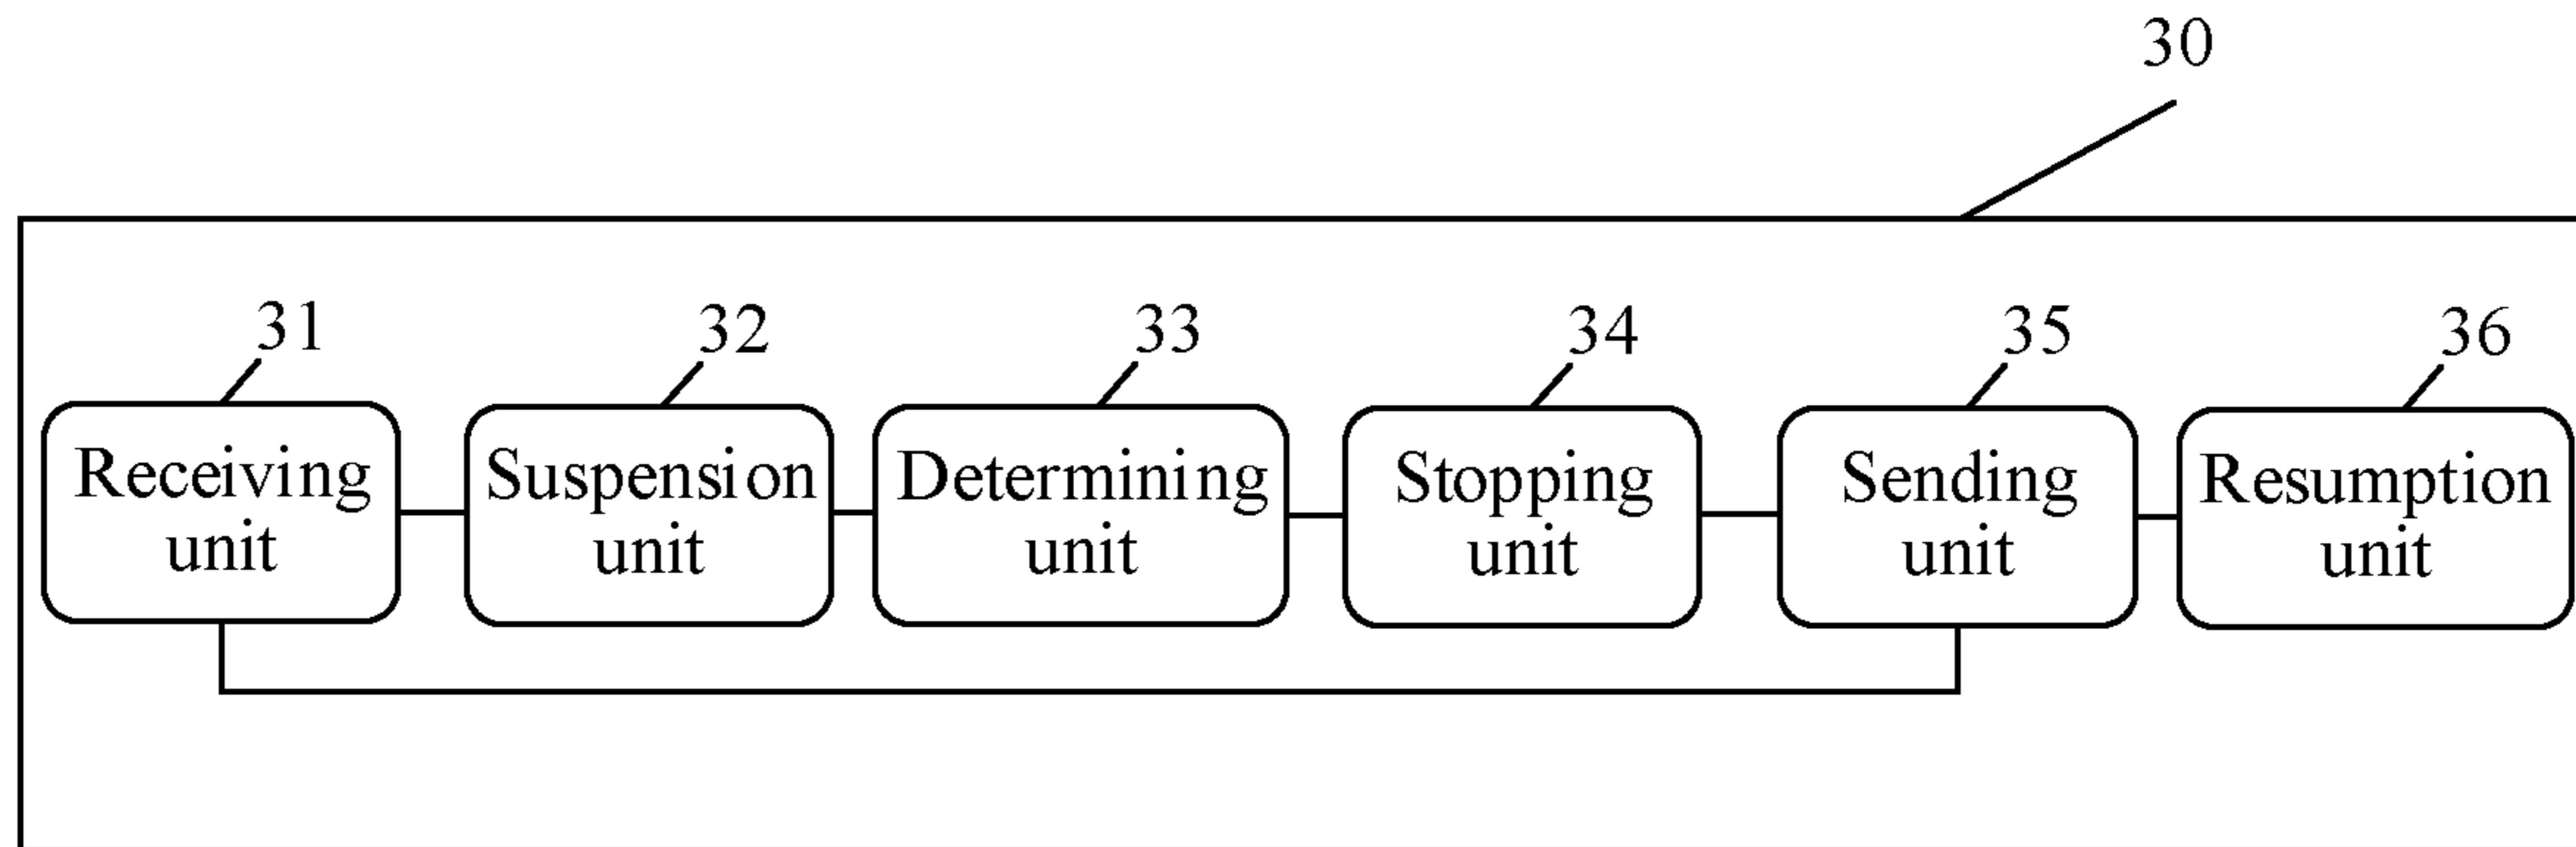 30
31
32
33
34
35
36
Receiving
unit
Suspension
unit
Determining
unit
Stopping
unit
Sending
unit
Resumption
unit